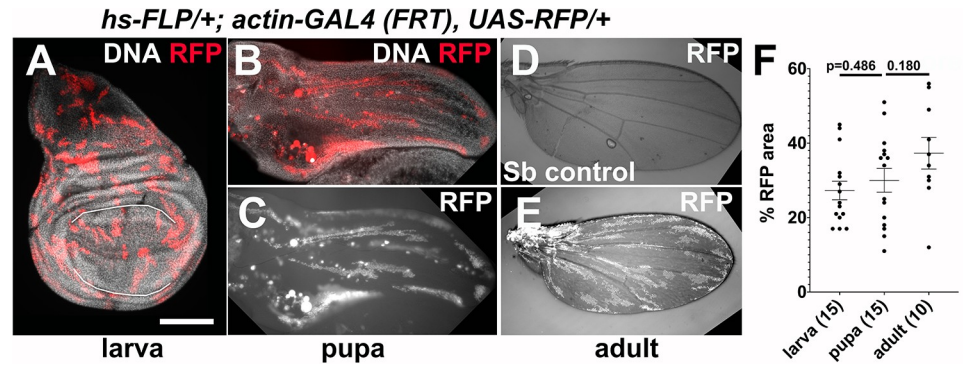 hs-FLP/+; actin-GAL4 (FRT), UAS-RFP/+
A DNA RFP
B DNA RFP
C RFP
D RFP
Sb control
E RFP
larva
pupa
adult
F
p=0.486 0.180
% RFP area
60
40
20
0
larva (15)
pupa (15)
adult (10)